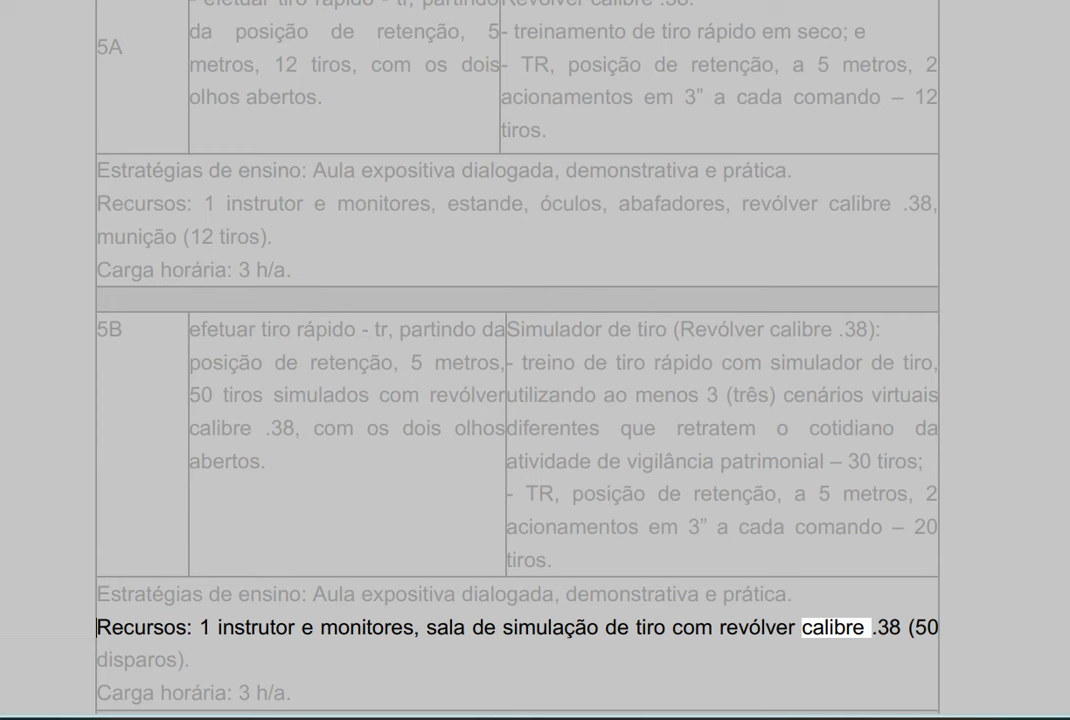 - efetuar tiro rápido - tr, partindo
da posição de retenção, 5
metros, 12 tiros, com os dois
olhos abertos.
5A
Revólver calibre .38:
- treinamento de tiro rápido em seco; e
- TR, posição de retenção, a 5 metros, 2
acionamentos em 3” a cada comando – 12
tiros.
Estratégias de ensino: Aula expositiva dialogada, demonstrativa e prática.
Recursos: 1 instrutor e monitores, estande, óculos, abafadores, revólver calibre .38,
munição (12 tiros).
Carga horária: 3 h/a.
5B
efetuar tiro rápido - tr, partindo da
posição de retenção, 5 metros,
50 tiros simulados com revólver
calibre .38, com os dois olhos
abertos.
Simulador de tiro (Revólver calibre .38):
- treino de tiro rápido com simulador de tiro,
utilizando ao menos 3 (três) cenários virtuais
diferentes que retratem o cotidiano da
atividade de vigilância patrimonial – 30 tiros;
- TR, posição de retenção, a 5 metros, 2
acionamentos em 3” a cada comando – 20
tiros.
Estratégias de ensino: Aula expositiva dialogada, demonstrativa e prática.
Recursos: 1 instrutor e monitores, sala de simulação de tiro com revólver calibre .38 (50
disparos).
Carga horária: 3 h/a.